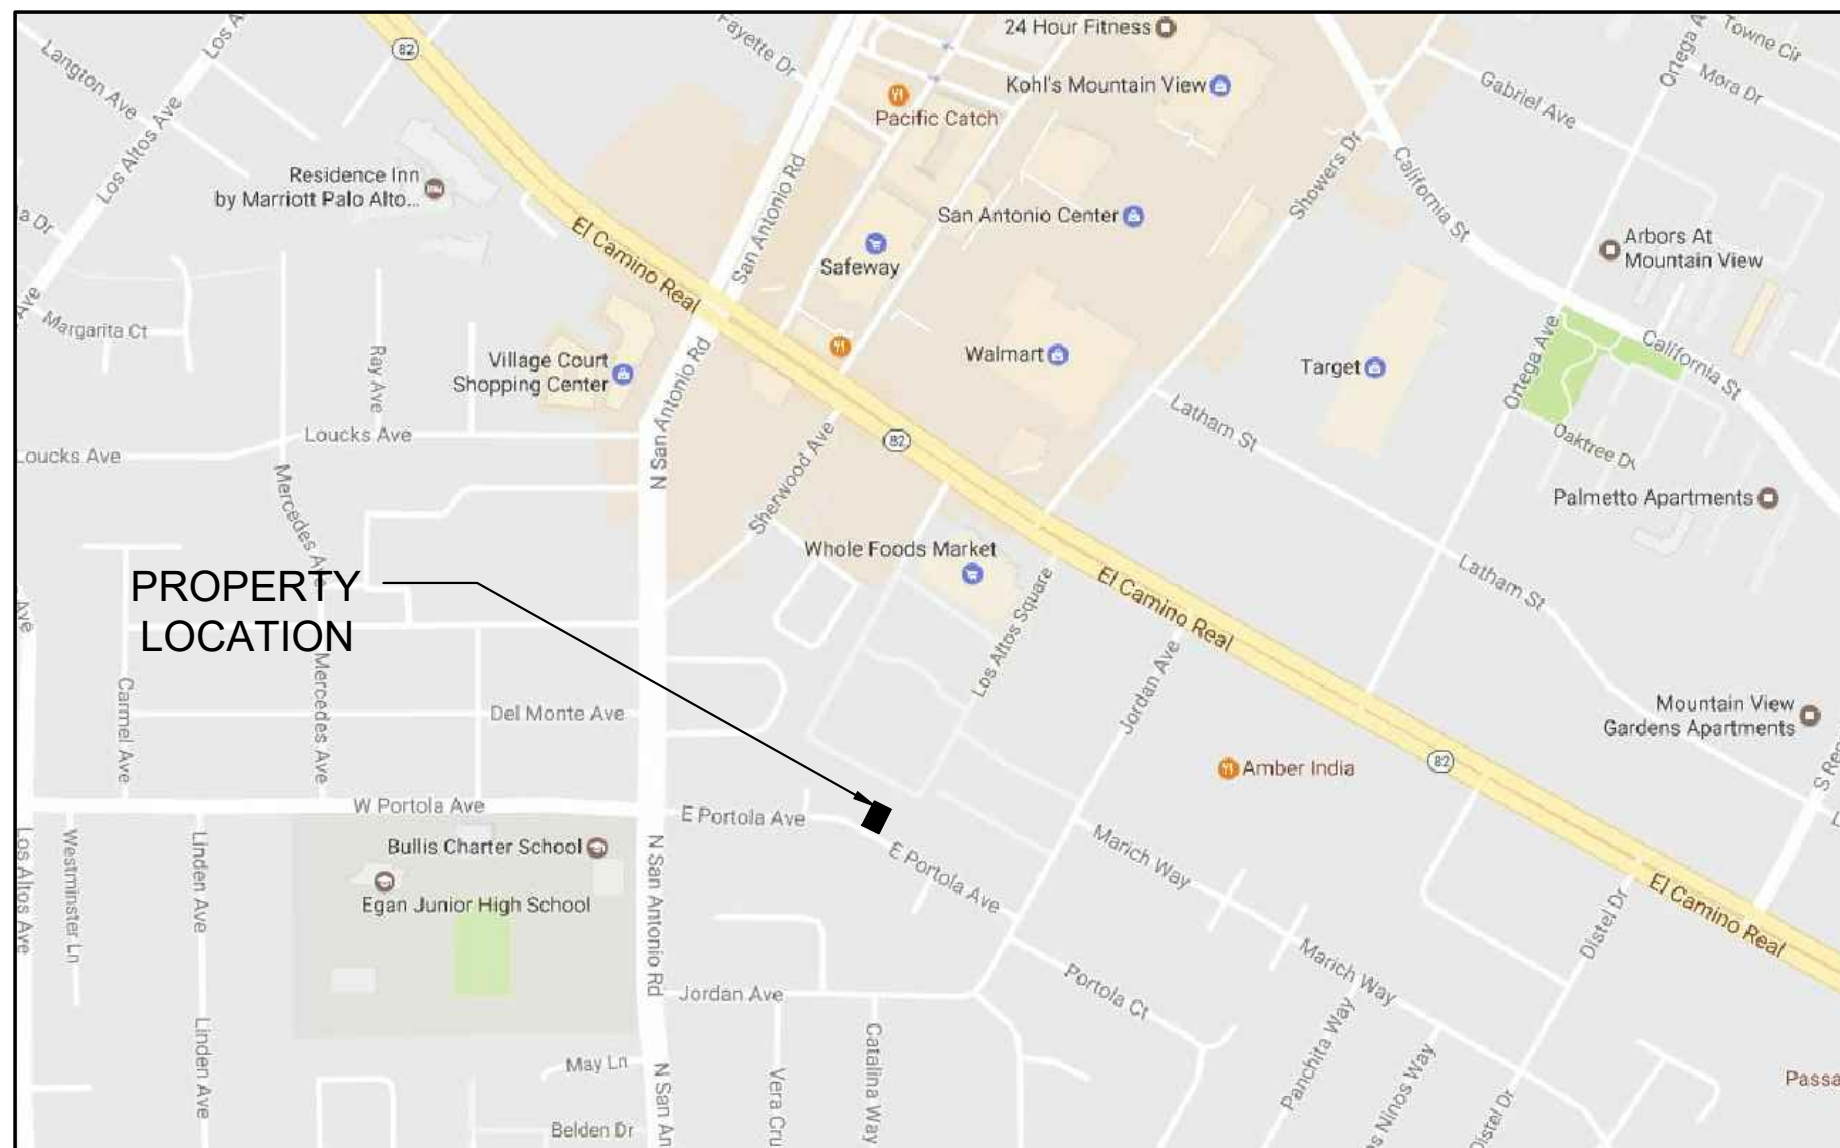 24 Hour Fitness
Kohl's Mountain View
Pacific Catch
Fayette Dr
82
Langton Ave
Los Altos Ave
Gabriel Ave
Towne Cir
Mora Dr
Residence Inn
by Marriott Palo Alto...
El Camino Real
San Antonio Rd
San Antonio Center
Safeway
Showers Dr
California St
Arbors At
Mountain View
Margarita Ct
Ray Ave
Village Court
Shopping Center
Walmart
Target
Ortega Ave
California St
Loucks Ave
Loucks Ave
N San Antonio Rd
Sherwood Ave
82
Latham St
Oaktree Dr
Palmetto Apartments
Mercedes Ave
Whole Foods Market
PROPERTY
LOCATION
Los Altos Square
El Camino Real
Latham St
Carmel Ave
Mercedes Ave
Del Monte Ave
Jordan Ave
Mountain View
Gardens Apartments
Amber India
82
W Portola Ave
E Portola Ave
Bullis Charter School
Egan Junior High School
E Portola Ave
Marich Way
Los Altos Ave
Westminster Ln
Linden Ave
N San Antonio Rd
Distel Dr
El Camino Real
Jordan Ave
Portola Ct
Marich Way
Panchita Way
Linden Ave
May Ln
Belden Dr
Catalina Way
Distel Dr